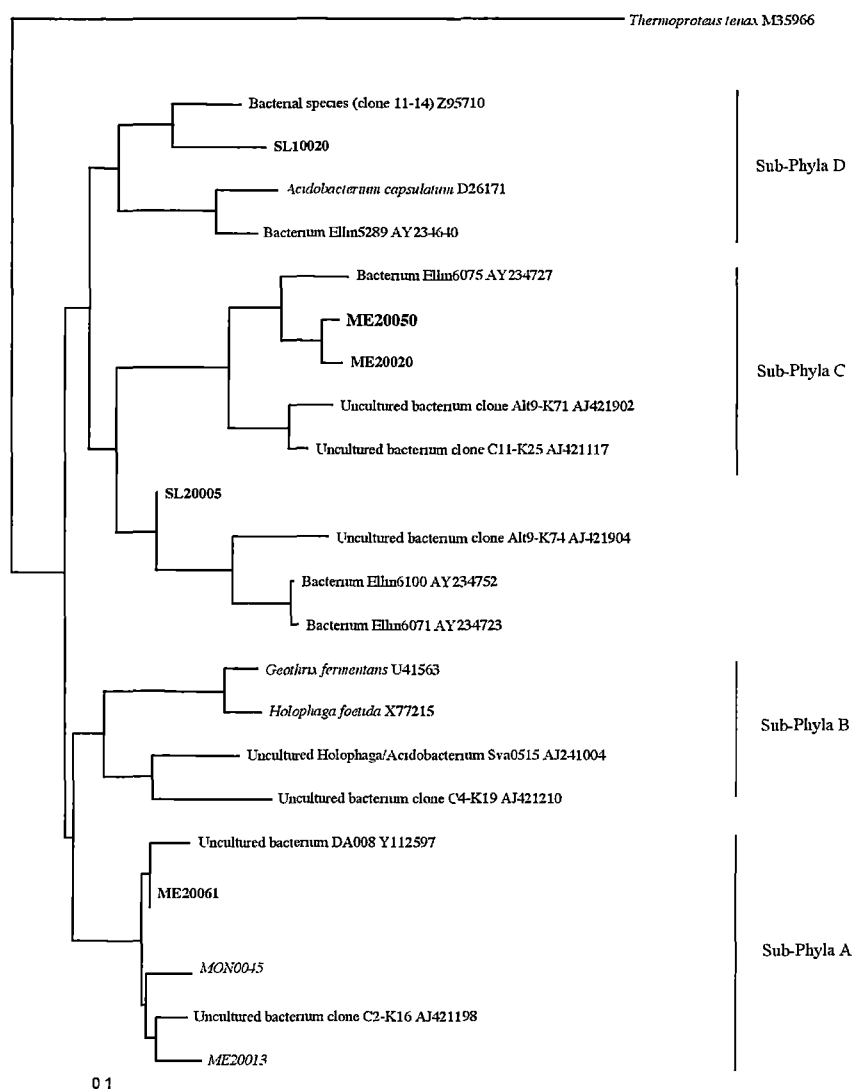 Thermoproteus tenax M35966
Bacterial species (clone 11-14) Z95710
SL10020
Acidobacterium capsulatum D26171
Bacterium Ellin5289 AY234640
Sub-Phyla D
Bacterium Ellin6075 AY234727
ME20050
ME20020
Uncultured bacterium clone Alt9-K71 AJ421902
Uncultured bacterium clone C11-K25 AJ421117
Sub-Phyla C
SL20005
Uncultured bacterium clone Alt9-K74 AJ421904
Bacterium Ellin6100 AY234752
Bacterium Ellin6071 AY234723
Geothrix fermentans U41563
Holophaga foetida X77215
Uncultured Holophaga/Acidobacterium Sva0515 AJ241004
Uncultured bacterium clone C4-K19 AJ421210
Sub-Phyla B
Uncultured bacterium DA008 Y112597
ME20061
MON0045
Uncultured bacterium clone C2-K16 AJ421198
ME20013
Sub-Phyla A
0 1